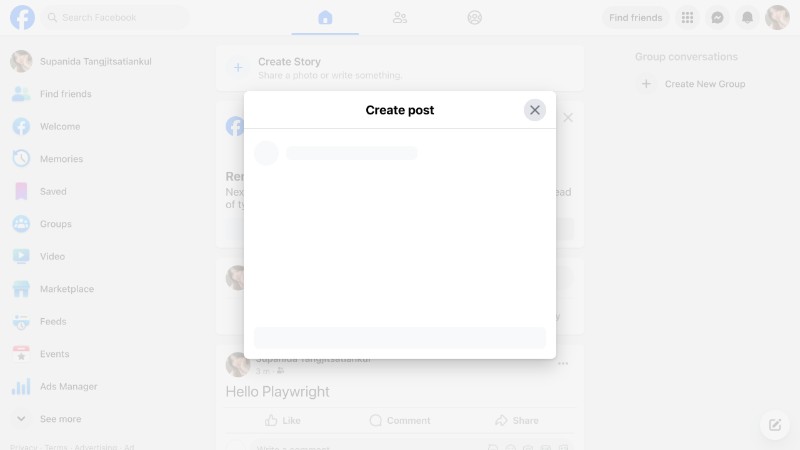 Search Facebook
Find friends
Supanida Tangjitsatiankul
Find friends
Welcome
Memories
Saved
Groups
Video
Marketplace
Feeds
Events
Ads Manager
See more
Privacy · Terms · Advertising · Ad
Create Story
Share a photo or write something.
Create post
Nex
of ty
ead
y
Supanida Tangjitsatiankul
3 m
Hello Playwright
Like
Comment
Share
Write a comment
Group conversations
Create New Group